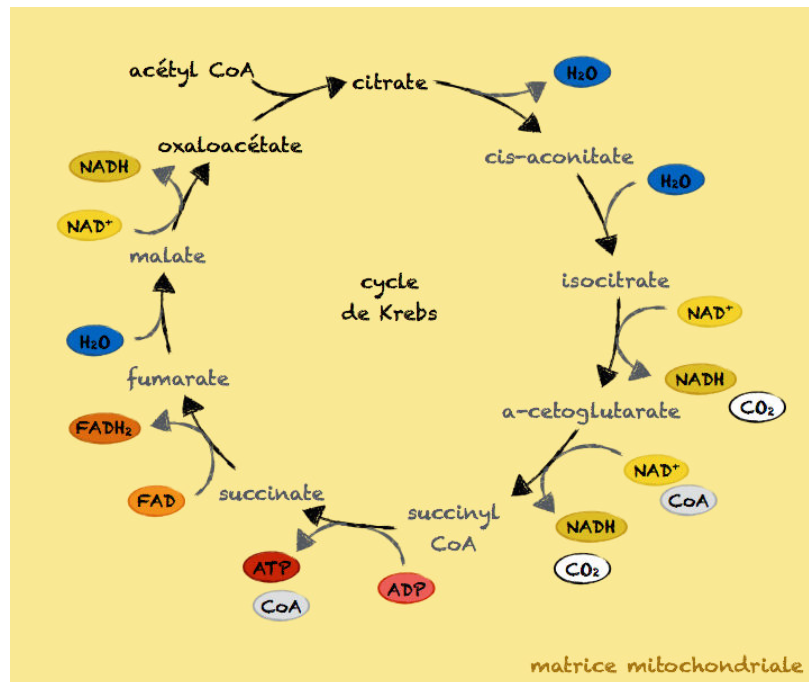 acétyl CoA
citrate
H₂O
oxaloacétate
cis-aconitate
NADH
H₂O
NAD⁺
malate
cycle
de Krebs
isocitrate
NAD⁺
H₂O
NADH
fumarate
CO₂
a-cetoglutarate
FADH₂
NAD⁺
FAD
succinate
CoA
succinyl
CoA
NADH
ATP
CO₂
ADP
CoA
matrice mitochondriale